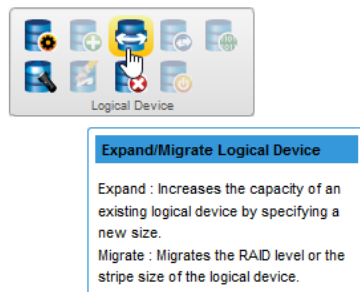 Logical Device
Expand/Migrate Logical Device
Expand : Increases the capacity of an
existing logical device by specifying a
new size.
Migrate : Migrates the RAID level or the
stripe size of the logical device.